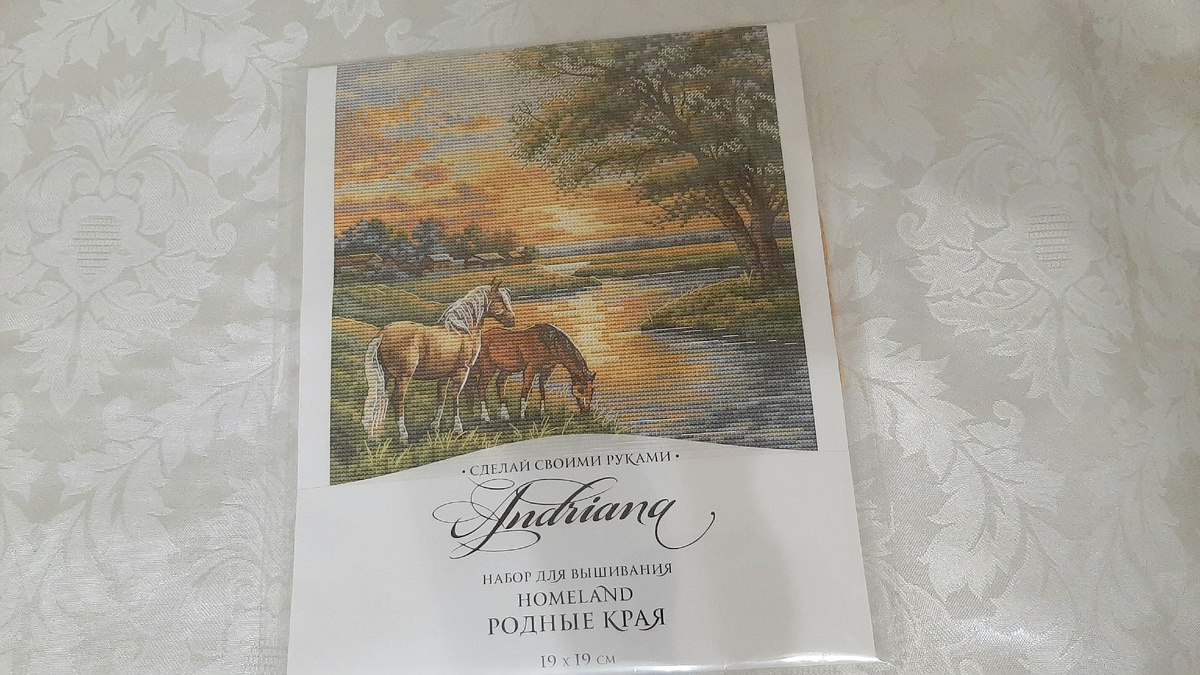 • СДЕЛАЙ СВОИМИ РУКАМИ •
Andriana
НАБОР ДЛЯ ВЫШИВАНИЯ
HOMELAND
РОДНЫЕ КРАЯ
19 x 19 СМ